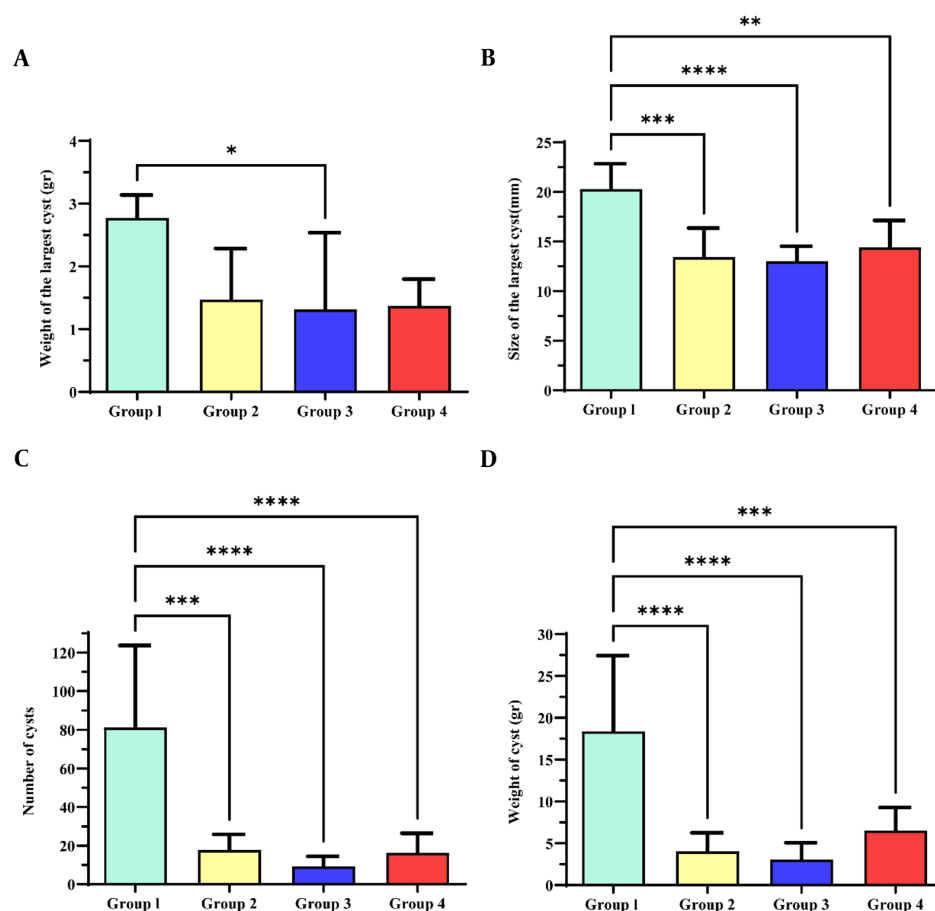 A
Weight of the largest cyst (gr)
4
3
2
1
0
*
Group 1 Group 2 Group 3 Group 4
B
Size of the largest cyst(mm)
25
20
15
10
5
0
**
****
***
Group 1 Group 2 Group 3 Group 4
C
Number of cysts
120
100
80
60
40
20
0
****
****
***
Group 1 Group 2 Group 3 Group 4
D
Weight of cyst (gr)
30
25
20
15
10
5
0
***
****
****
Group 1 Group 2 Group 3 Group 4